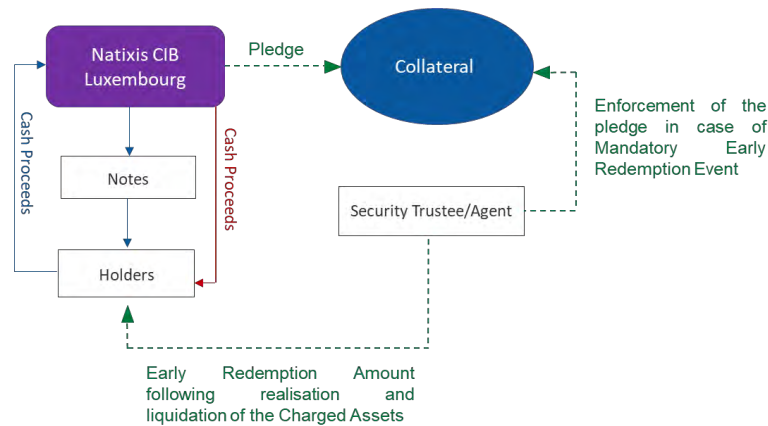 Natixis CIB
Luxembourg
Pledge
Collateral
Cash Proceeds
Cash Proceeds
Enforcement of the
pledge in case of
Mandatory Early
Redemption Event
Notes
Security Trustee/Agent
Holders
Early Redemption Amount
following realisation and
liquidation of the Charged Assets